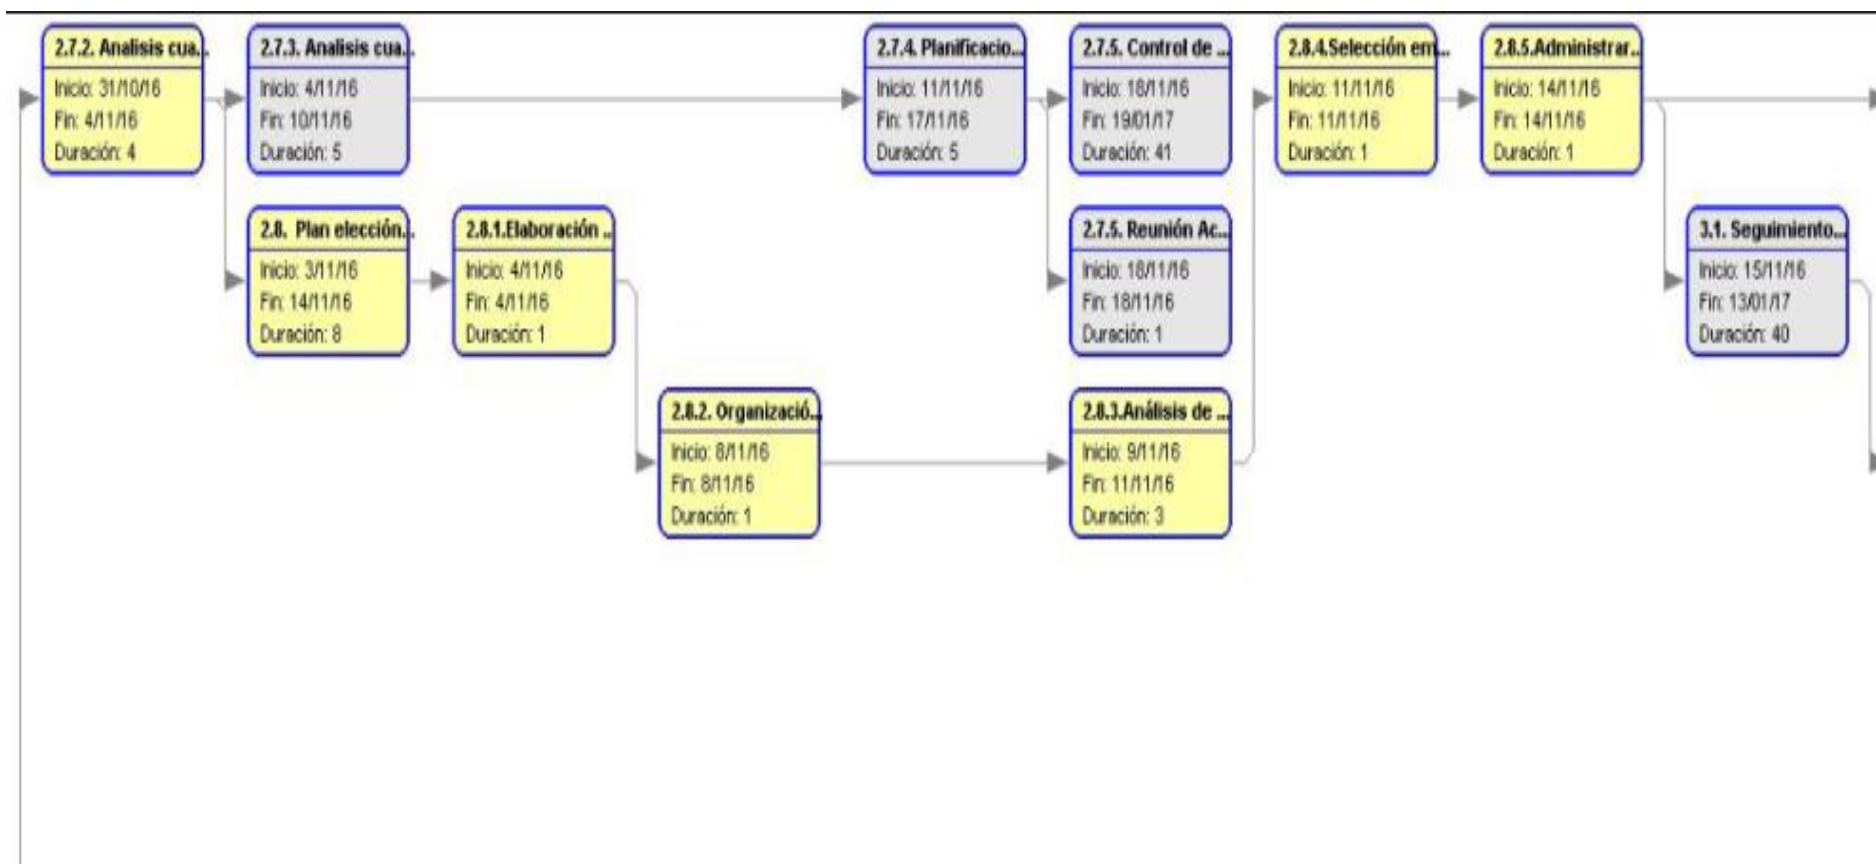 2.7.2. Analisis cua...
Inicio: 31/10/16
Fin: 4/11/16
Duración: 4
2.7.3. Analisis cua...
Inicio: 4/11/16
Fin: 10/11/16
Duración: 5
2.7.4. Planificacio...
Inicio: 11/11/16
Fin: 17/11/16
Duración: 5
2.7.5. Control de ...
Inicio: 18/11/16
Fin: 19/01/17
Duración: 41
2.8.4.Selección em...
Inicio: 11/11/16
Fin: 11/11/16
Duración: 1
2.8.5.Administrar...
Inicio: 14/11/16
Fin: 14/11/16
Duración: 1
2.8. Plan elección...
Inicio: 3/11/16
Fin: 14/11/16
Duración: 8
2.8.1.Elaboración ...
Inicio: 4/11/16
Fin: 4/11/16
Duración: 1
2.7.5. Reunión Ac...
Inicio: 18/11/16
Fin: 18/11/16
Duración: 1
3.1. Seguimiento...
Inicio: 15/11/16
Fin: 13/01/17
Duración: 40
2.8.2. Organizació...
Inicio: 8/11/16
Fin: 8/11/16
Duración: 1
2.8.3.Análisis de ...
Inicio: 9/11/16
Fin: 11/11/16
Duración: 3